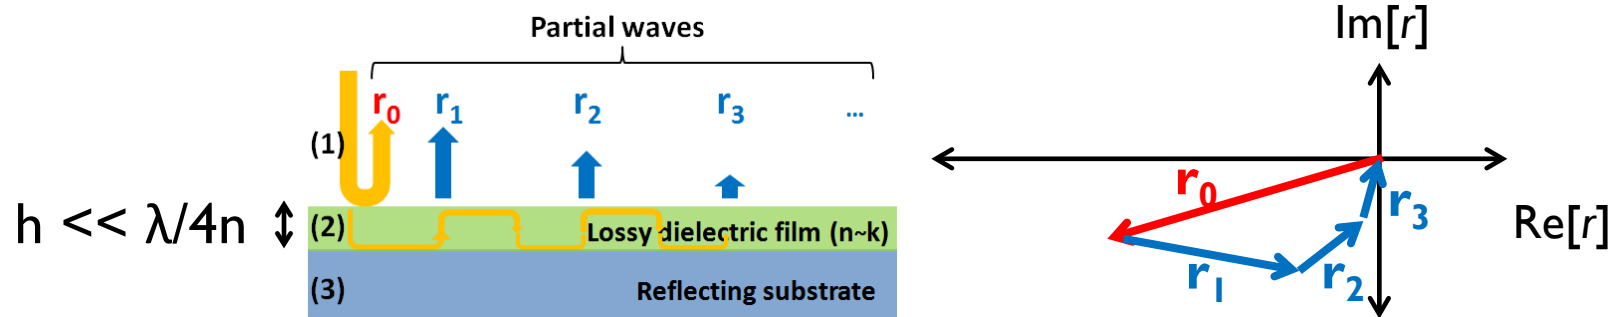 Partial waves
r0 r1 r2 r3 ...
(1)
h << λ/4n
(2) Lossy dielectric film (n~k)
(3) Reflecting substrate
Im[r]
Re[r]
r0
r1
r2
r3